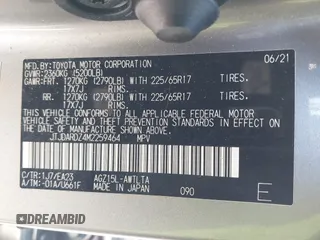 MFD. BY: TOYOTA MOTOR CORPORATION 06/21
GVWR: 2360KG (5200LB)
GAWR: FRT. 1270KG (2790LB) WITH 225/65R17 TIRES,
17X7J RIMS,
RR. 1270KG (2790LB) WITH 225/65R17 TIRES,
17X7J RIMS,
THIS VEHICLE CONFORMS TO ALL APPLICABLE
FEDERAL MOTOR VEHICLE SAFETY AND THEFT
PREVENTION STANDARDS IN EFFECT ON THE DATE
OF MANUFACTURE SHOWN ABOVE.
JTJDARDZ4M2259464 MPV
C/TR: 1J7/EA23 AGZ15L-AWTLTA
A/TM: -01A/U661F MADE IN JAPAN 090 E